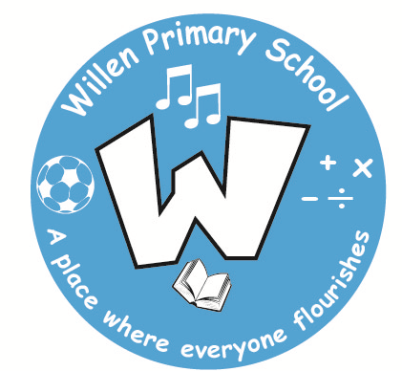 Willen Primary School
W
+ x
- ÷
A place where everyone flourishes